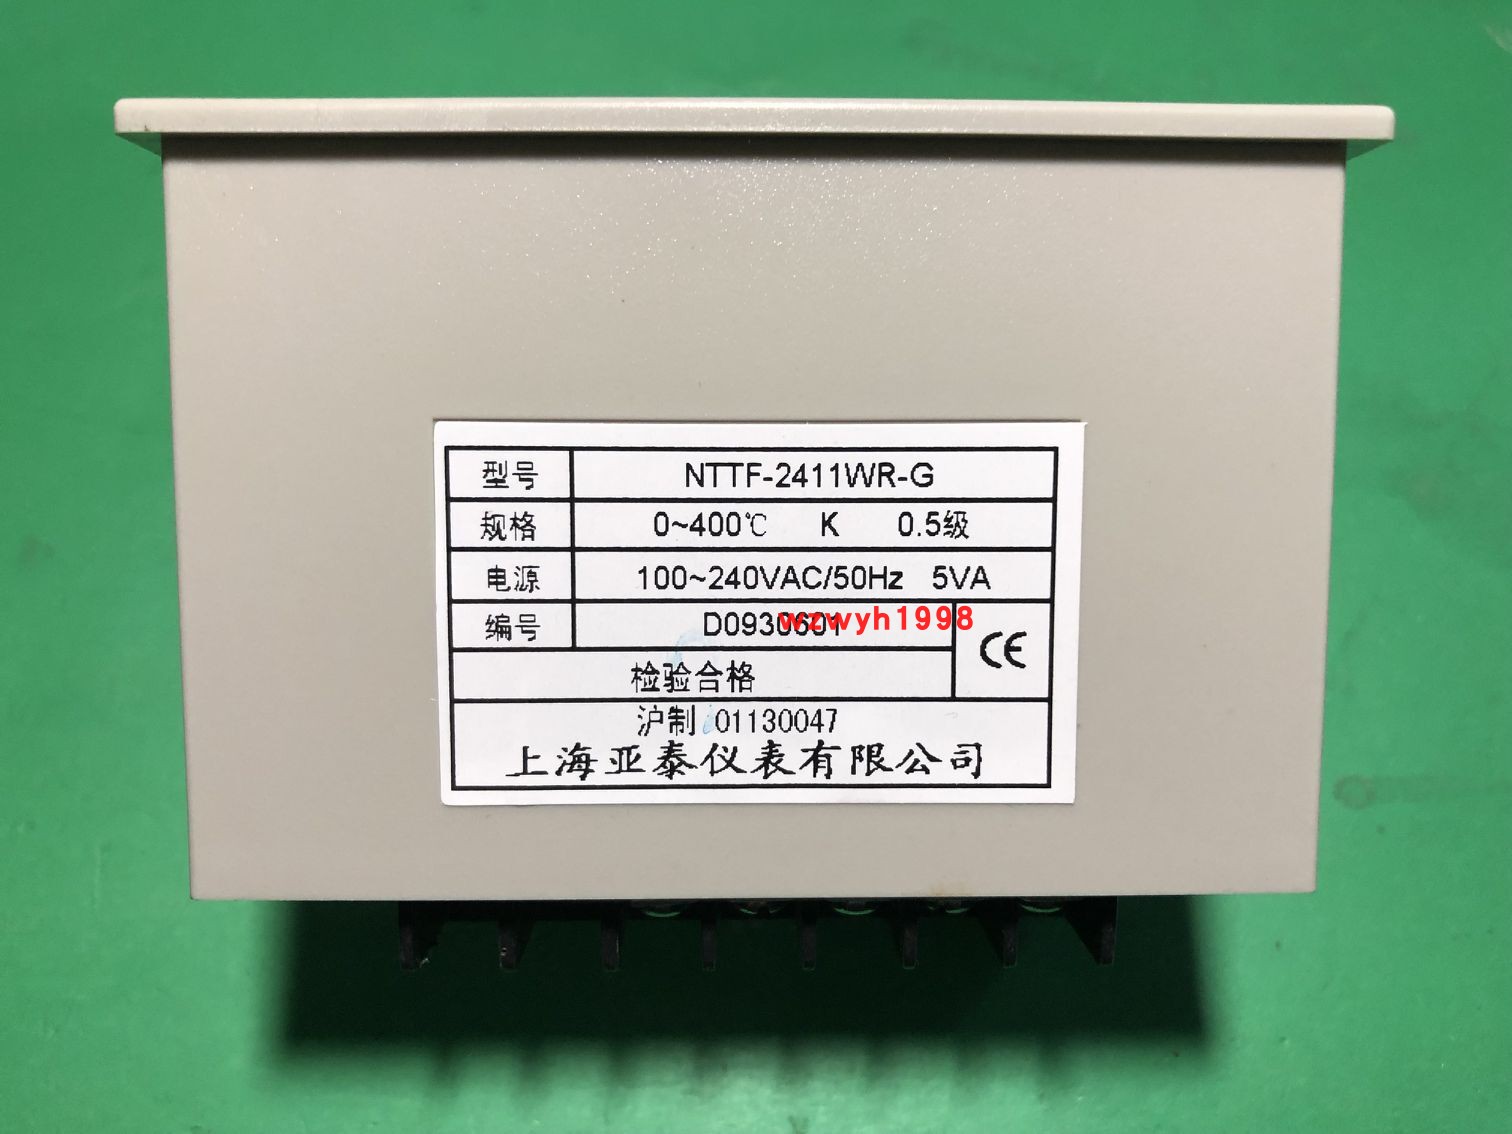 型号 NTTF-2411WR-G
规格 0~400℃ K 0.5级
电源 100~240VAC/50Hz 5VA
编号 D0930601
wzwyh1998
CE
检验合格
沪制 01130047
上海亚泰仪表有限公司